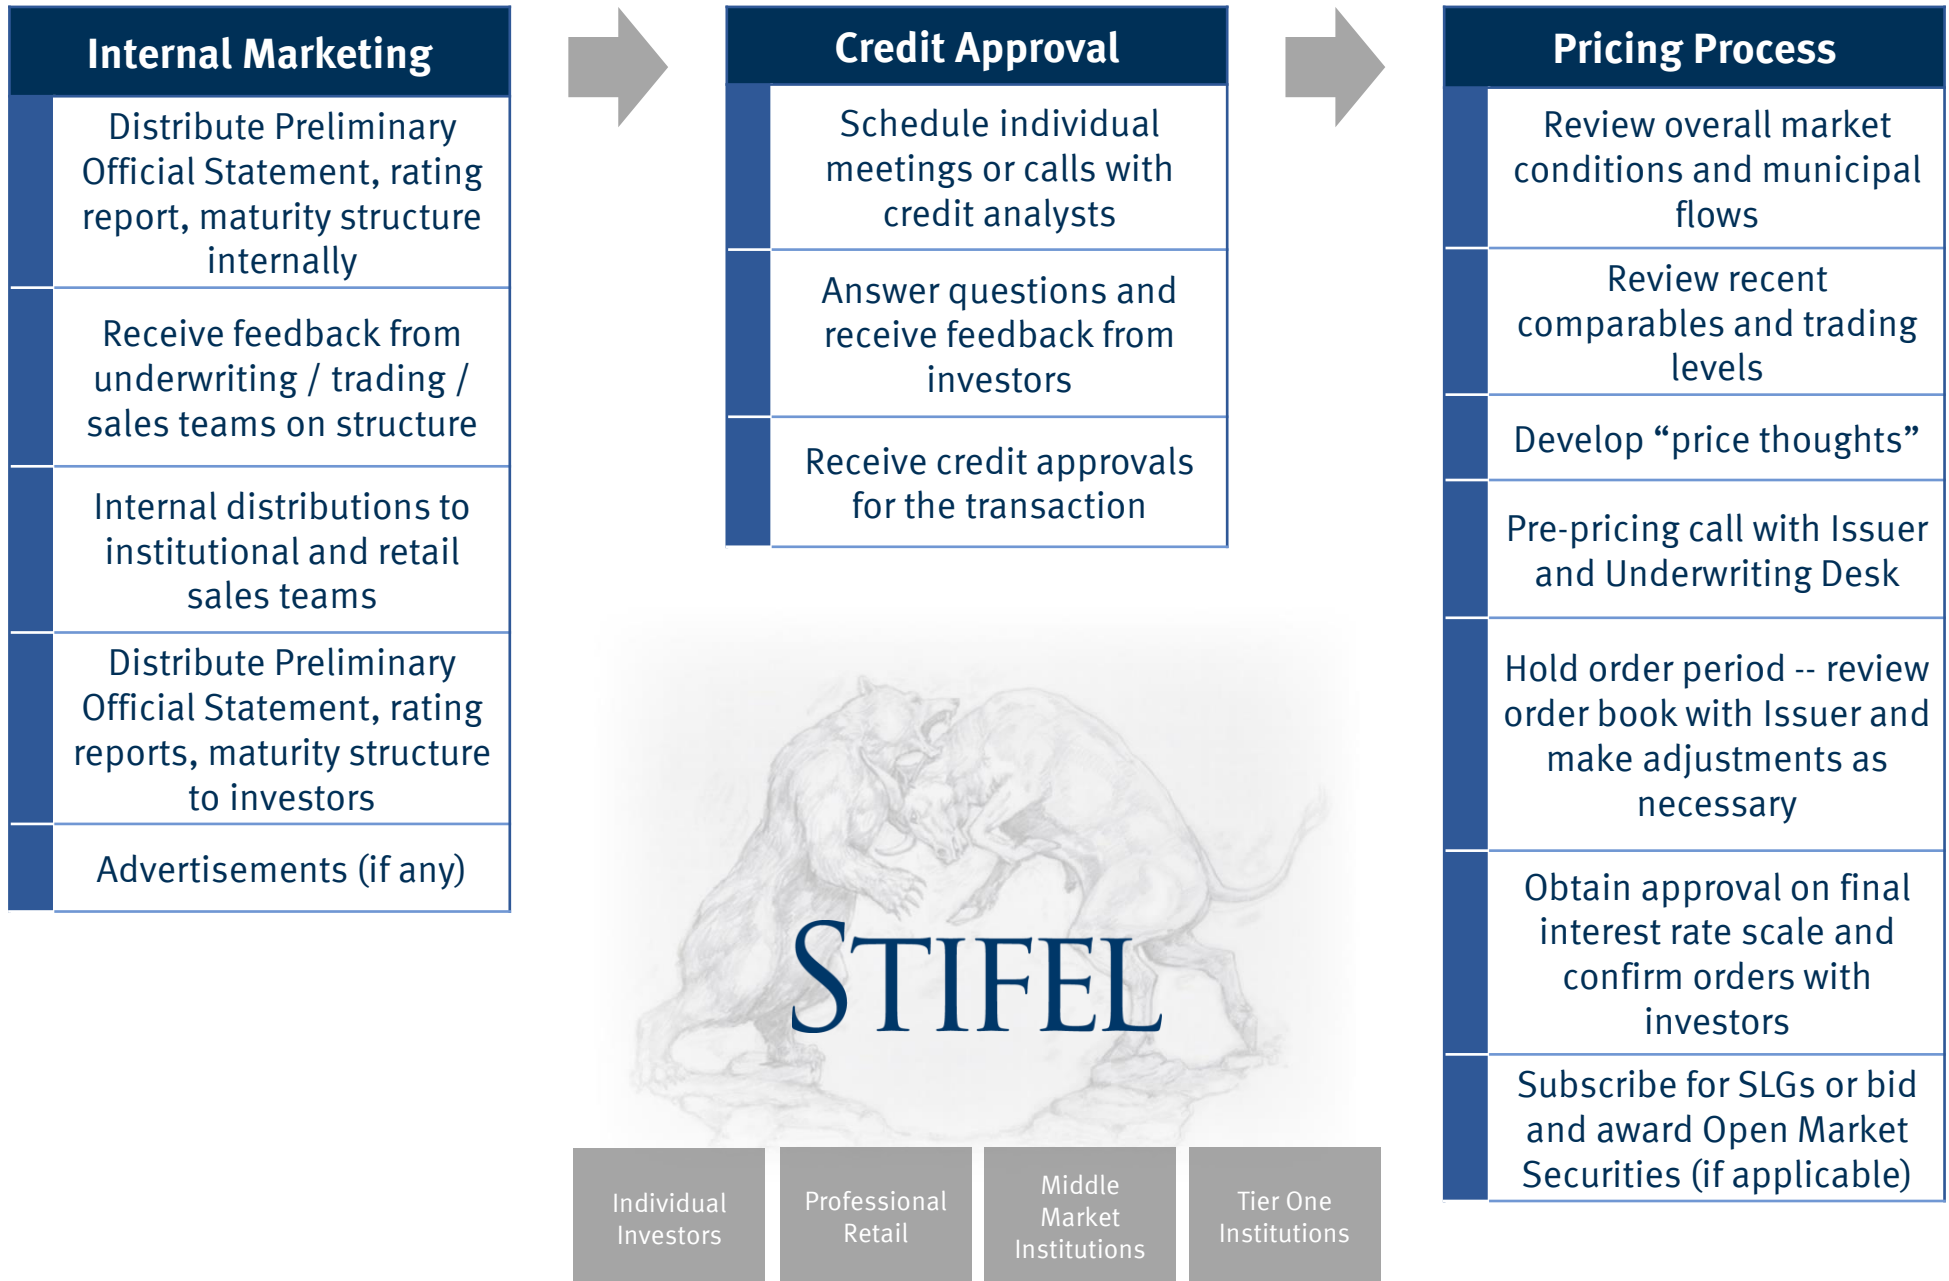 Internal Marketing
Distribute Preliminary
Official Statement, rating
report, maturity structure
internally
Receive feedback from
underwriting / trading /
sales teams on structure
Internal distributions to
institutional and retail
sales teams
Distribute Preliminary
Official Statement, rating
reports, maturity structure
to investors
Advertisements (if any)
Credit Approval
Schedule individual
meetings or calls with
credit analysts
Answer questions and
receive feedback from
investors
Receive credit approvals
for the transaction
STIFEL
Individual
Investors
Professional
Retail
Middle
Market
Institutions
Tier One
Institutions
Pricing Process
Review overall market
conditions and municipal
flows
Review recent
comparables and trading
levels
Develop “price thoughts”
Pre-pricing call with Issuer
and Underwriting Desk
Hold order period -- review
order book with Issuer and
make adjustments as
necessary
Obtain approval on final
interest rate scale and
confirm orders with
investors
Subscribe for SLGs or bid
and award Open Market
Securities (if applicable)